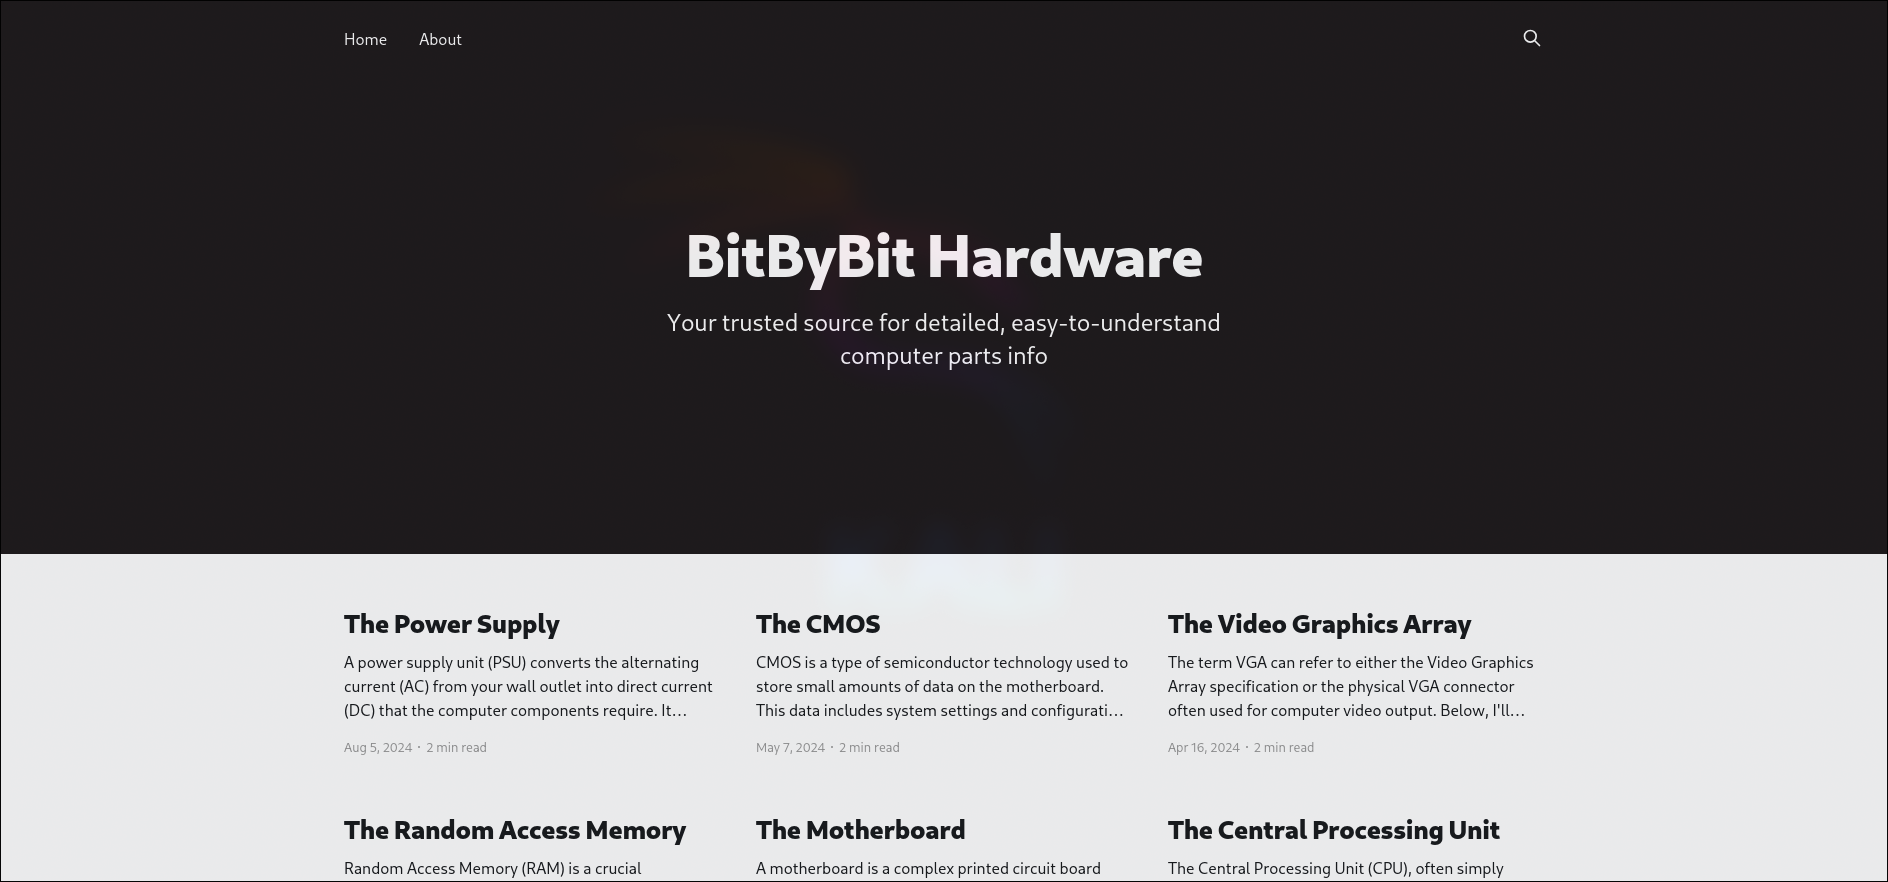 Home About
BitByBit Hardware
Your trusted source for detailed, easy-to-understand
computer parts info
The Power Supply
A power supply unit (PSU) converts the alternating
current (AC) from your wall outlet into direct current
(DC) that the computer components require. It…
Aug 5, 2024 · 2 min read
The CMOS
CMOS is a type of semiconductor technology used to
store small amounts of data on the motherboard.
This data includes system settings and configurati…
May 7, 2024 · 2 min read
The Video Graphics Array
The term VGA can refer to either the Video Graphics
Array specification or the physical VGA connector
often used for computer video output. Below, I'll…
Apr 16, 2024 · 2 min read
The Random Access Memory
Random Access Memory (RAM) is a crucial
The Motherboard
A motherboard is a complex printed circuit board
The Central Processing Unit
The Central Processing Unit (CPU), often simply